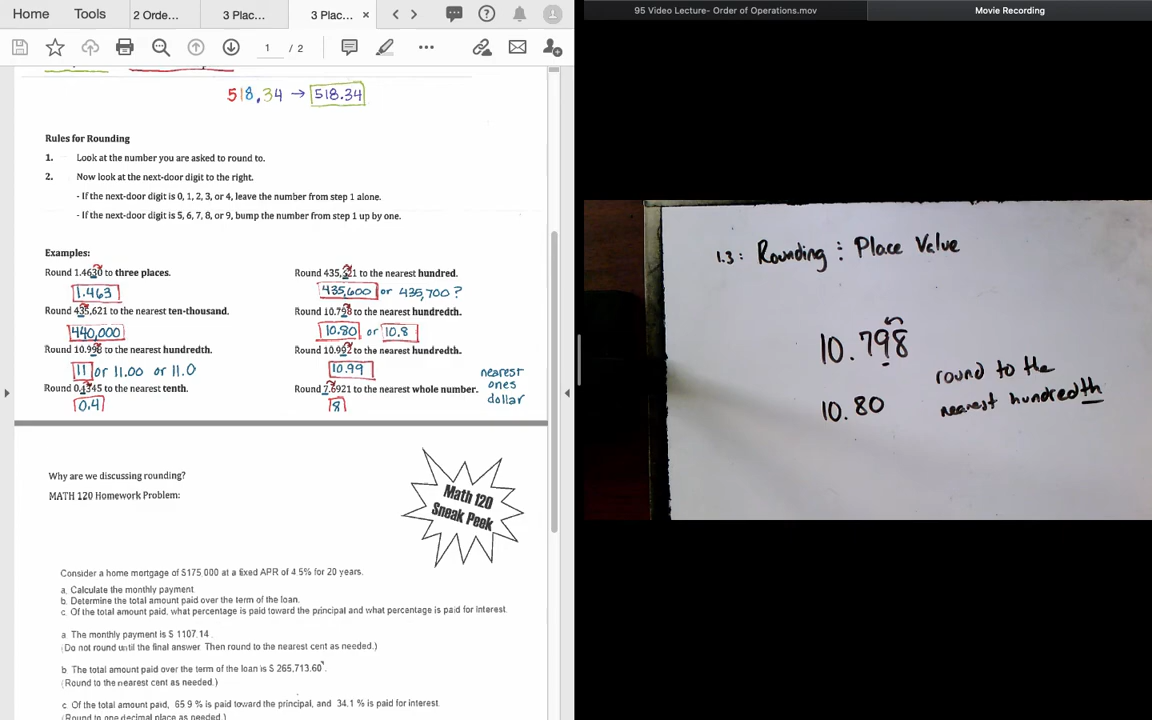 Home Tools 2 Orde... 3 Plac... 3 Plac... ×
95 Video Lecture- Order of Operations.mov Movie Recording
1 / 2
518.34 → 518.34
Rules for Rounding
1. Look at the number you are asked to round to.
2. Now look at the next-door digit to the right.
- If the next-door digit is 0, 1, 2, 3, or 4, leave the number from step 1 alone.
- If the next-door digit is 5, 6, 7, 8, or 9, bump the number from step 1 up by one.
Examples:
Round 1.4630 to three places.
1.463
Round 435,621 to the nearest ten-thousand.
440,000
Round 10.998 to the nearest hundredth.
11 or 11.00 or 11.0
Round 0.4345 to the nearest tenth.
0.4
Round 435, 1 to the nearest hundred.
435,600 or 435,700?
Round 10.798 to the nearest hundredth.
10.80 or 10.8
Round 10.992 to the nearest hundredth.
10.99
Round 7.6921 to the nearest whole number.
8
nearest
ones
dollar
Why are we discussing rounding?
MATH 120 Homework Problem:
Math 120
Sneak Peek
Consider a home mortgage of $175 000 at a fixed APR of 4 5% for 20 years.
a. Calculate the monthly payment
b. Determine the total amount paid over the term of the loan.
c. Of the total amount paid, what percentage is paid toward the principal and what percentage is paid for interest
a The monthly payment is $ 1107.14
(Do not round until the final answer Then round to the nearest cent as needed.)
b The total amount paid over the term of the loan is $ 265,713.60
(Round to the nearest cent as needed.)
c Of the total amount paid, 65 9 % is paid toward the principal, and 34.1 % is paid for interest
(Round to one decimal place as needed.)
1.3: Rounding : Place Value
10.798
round to the
nearest hundredth
10.80